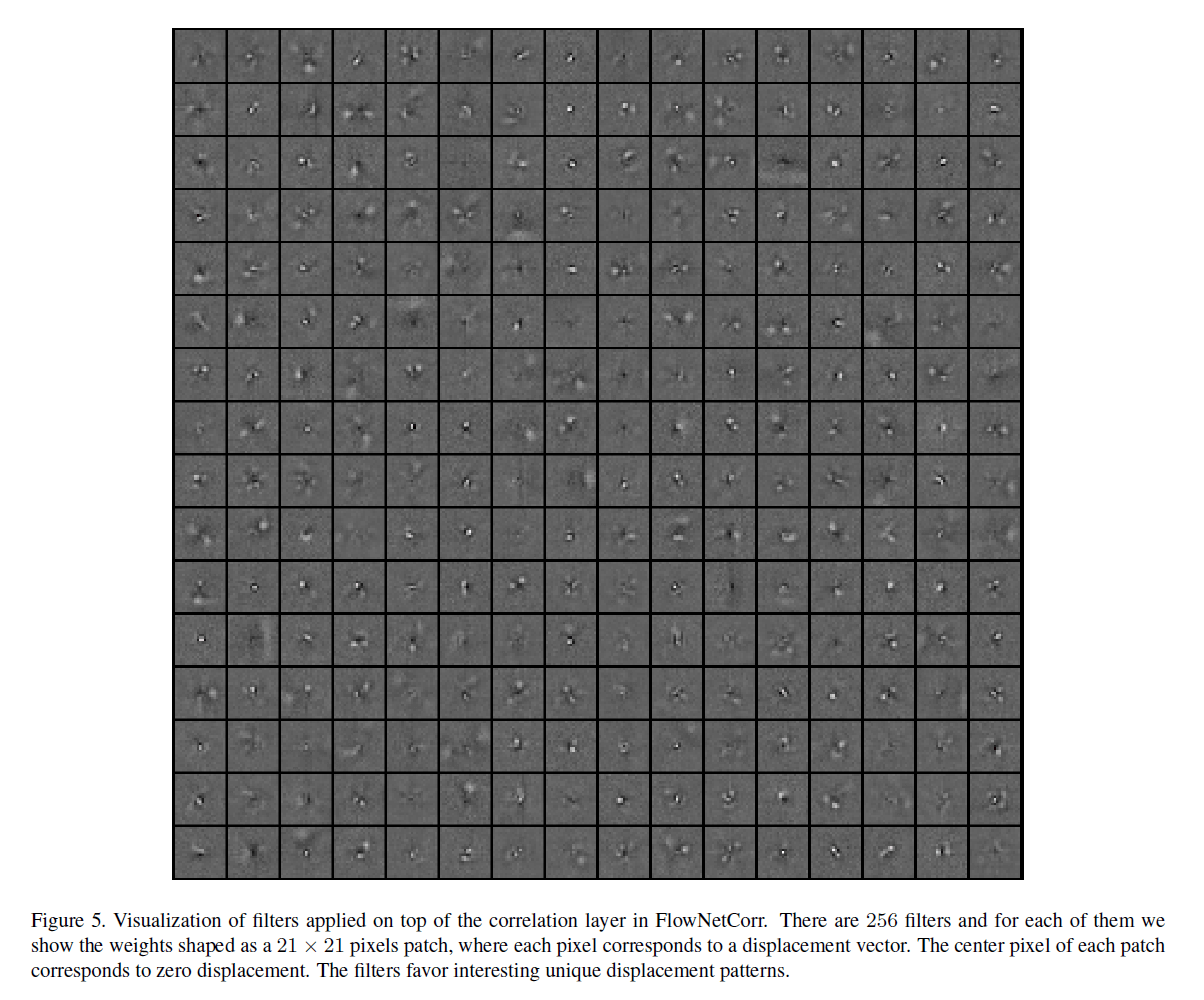 Figure 5. Visualization of filters applied on top of the correlation layer in FlowNetCorr. There are 256 filters and for each of them we
show the weights shaped as a 21 × 21 pixels patch, where each pixel corresponds to a displacement vector. The center pixel of each patch
corresponds to zero displacement. The filters favor interesting unique displacement patterns.